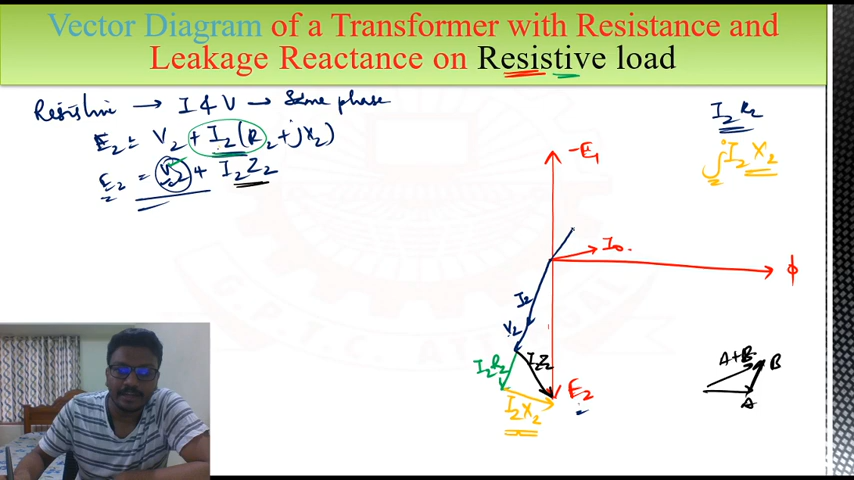 Vector Diagram of a Transformer with Resistance and
Leakage Reactance on Resistive load
Resistive → I & V → Same phase
E₂ = V₂ + I₂(R₂ + jX₂)
E₂ = V₂ + I₂Z₂
I₂R₂
jI₂X₂
-E₁
I₀
ϕ
I₂
V₂
I₂R₂
I₂Z₂
I₂X₂
E₂
A+B
B
A